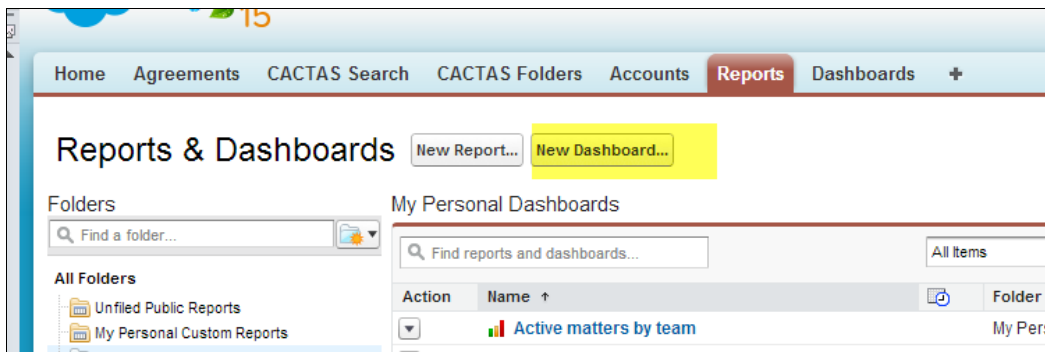 15
Home Agreements CACTAS Search CACTAS Folders Accounts Reports Dashboards +
Reports & Dashboards New Report... New Dashboard...
Folders
My Personal Dashboards
Find a folder...
Find reports and dashboards...
All Items
All Folders
Action Name ↑ Folder
Unfiled Public Reports
My Personal Custom Reports
Active matters by team
My Pers